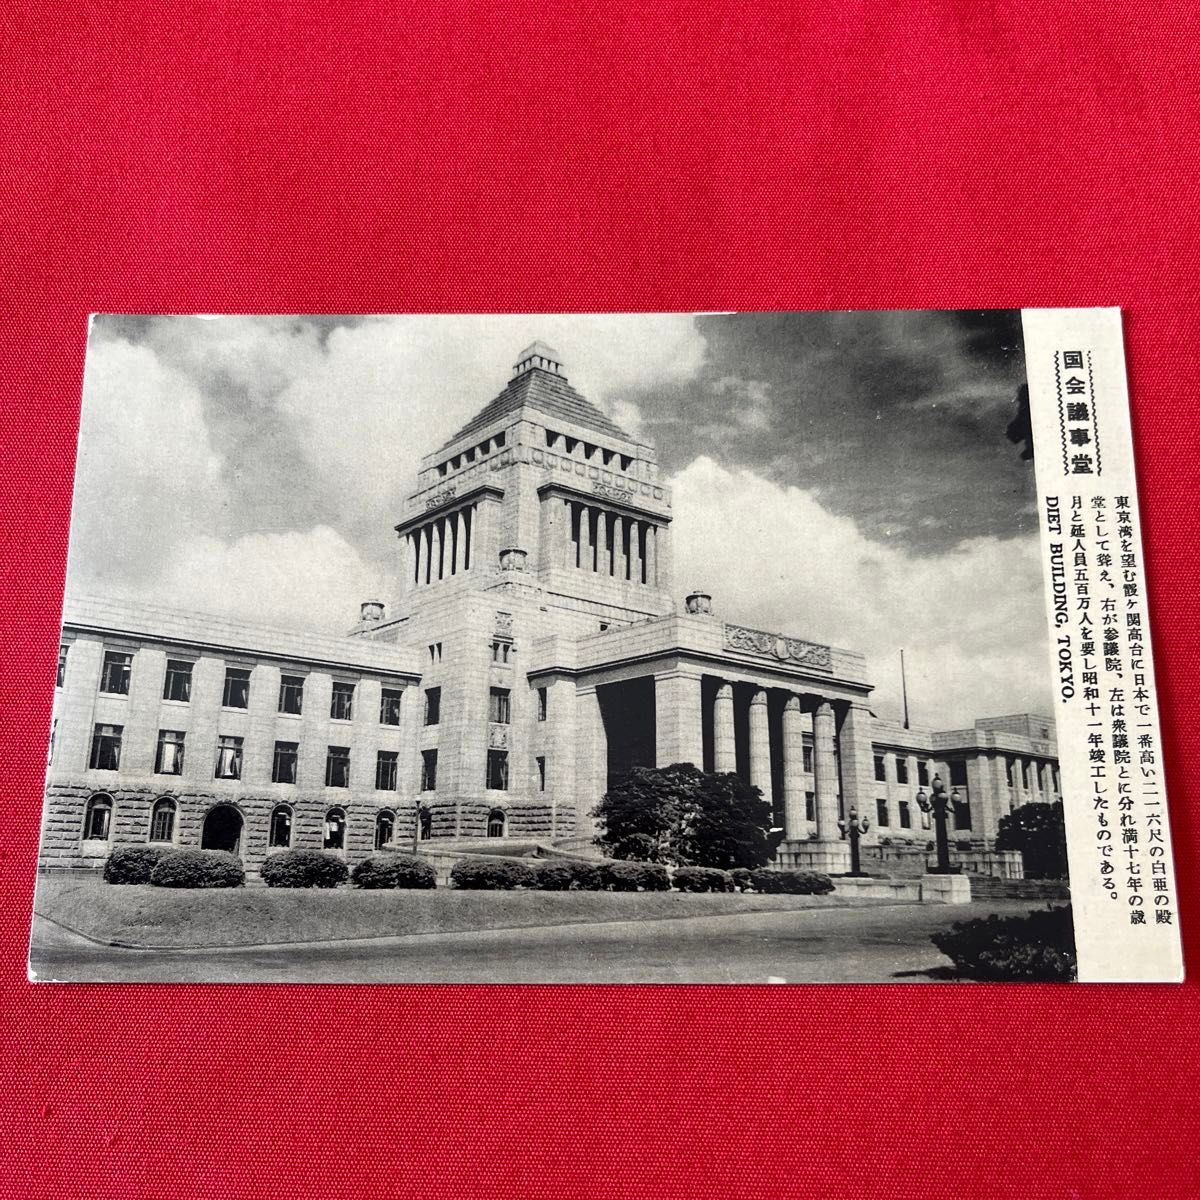 国会議事堂
東京湾を望む霞ヶ関高台に日本で一番高い二一六尺の白亜の殿
堂として聳え、右が参議院、左は衆議院とに分れ満十七年の歳
月と延人員五百万人を要し昭和十一年竣工したものである。
DIET BUILDING, TOKYO.